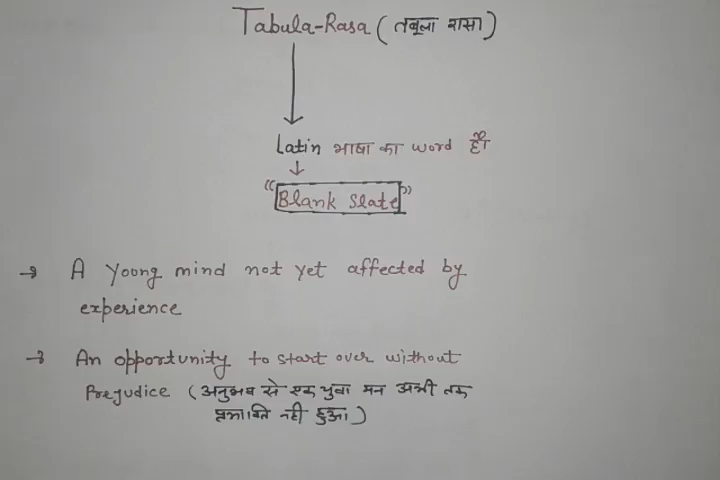 Tabula-Rasa (तबूला रासा)
Latin भाषा का word है
"Blank Slate"
A yoong mind not yet affected by
experience
An opportunity to start over without
Prejudice (अनुभव से एक युवा मन अभी तक
प्रभावित नही हुआ)